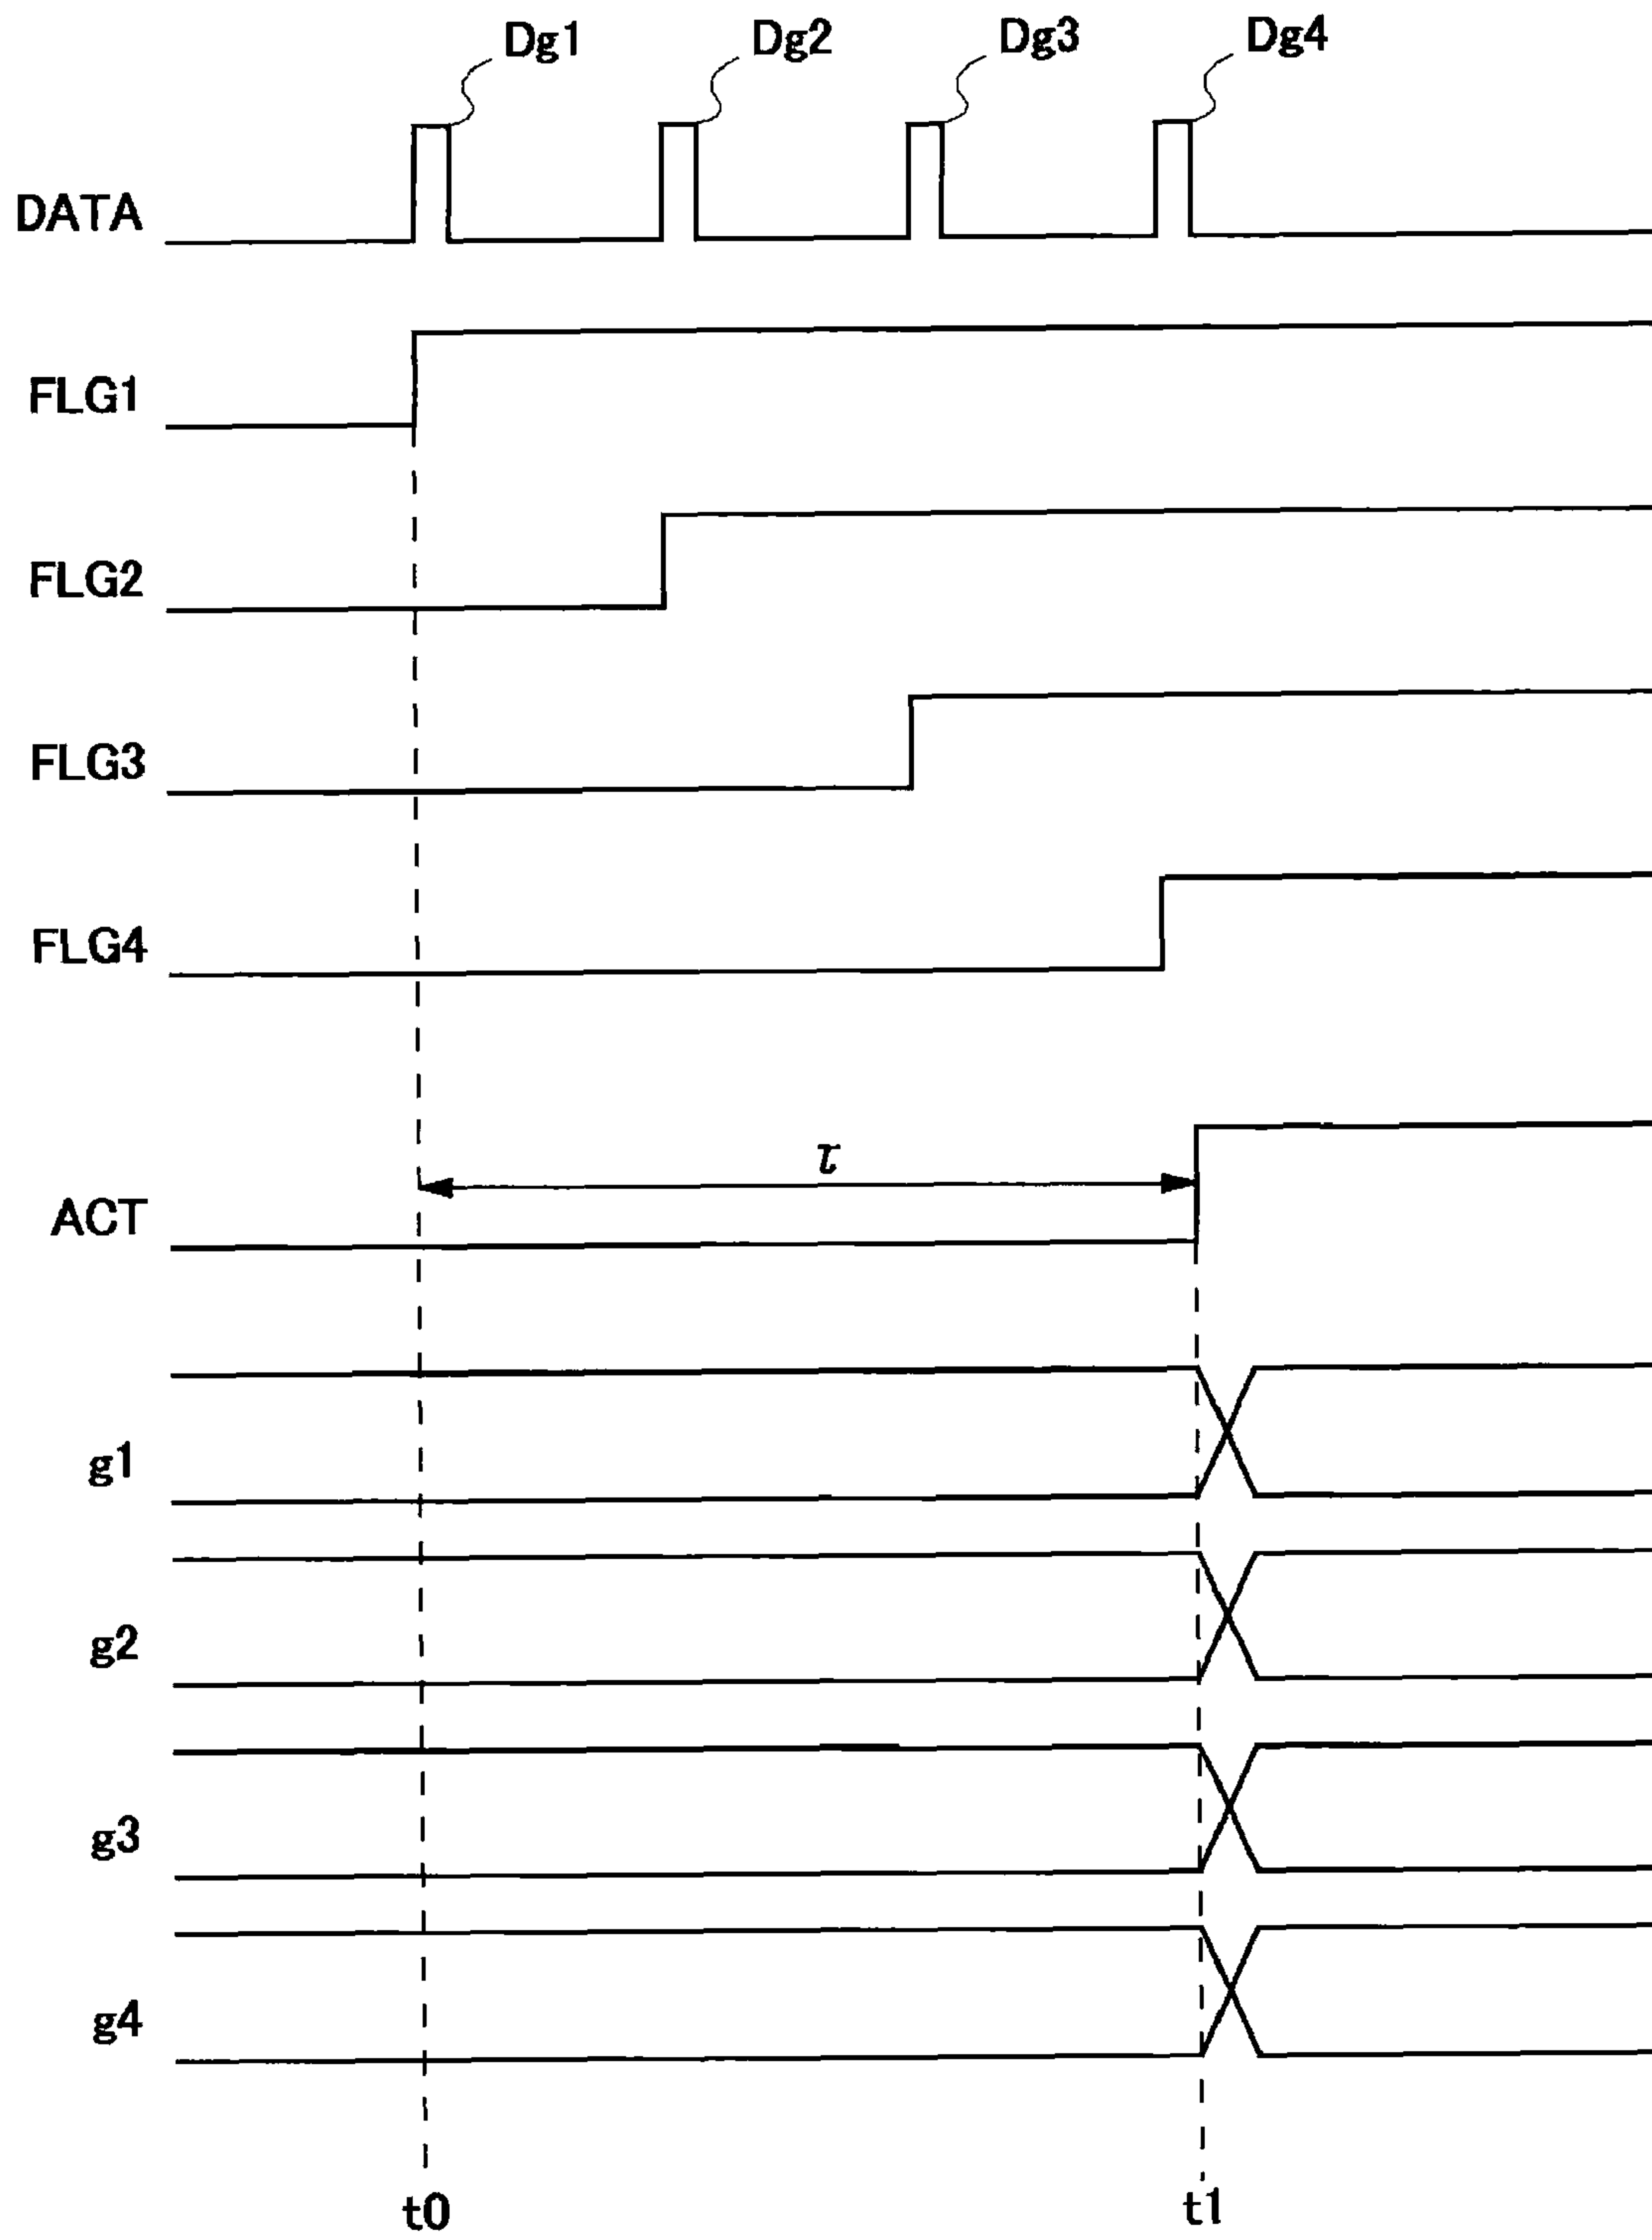 Dg1 Dg2 Dg3 Dg4
DATA
FLG1
FLG2
FLG3
FLG4
τ
ACT
g1
g2
g3
g4
t0 t1